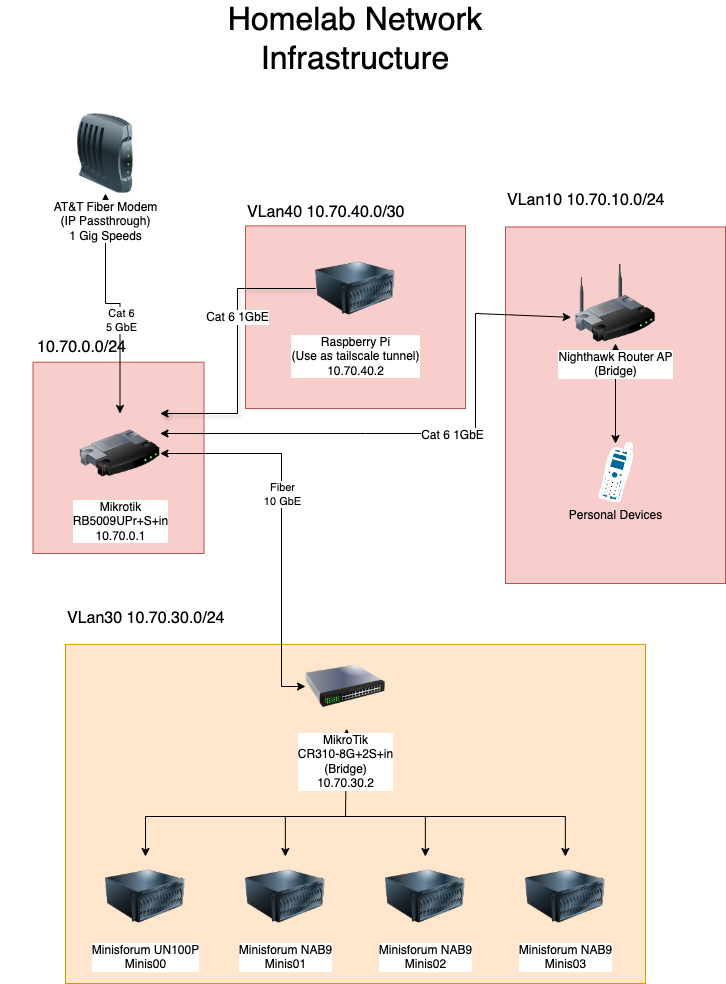 Homelab Network
Infrastructure
AT&T Fiber Modem
(IP Passthrough)
1 Gig Speeds
Cat 6
5 GbE
10.70.0.0/24
Mikrotik
RB5009UPr+S+in
10.70.0.1
VLan40 10.70.40.0/30
Cat 6 1GbE
Raspberry Pi
(Use as tailscale tunnel)
10.70.40.2
VLan10 10.70.10.0/24
Nighthawk Router AP
(Bridge)
Personal Devices
Cat 6 1GbE
Fiber
10 GbE
VLan30 10.70.30.0/24
MikroTik
CR310-8G+2S+in
(Bridge)
10.70.30.2
Minisforum UN100P
Minis00
Minisforum NAB9
Minis01
Minisforum NAB9
Minis02
Minisforum NAB9
Minis03